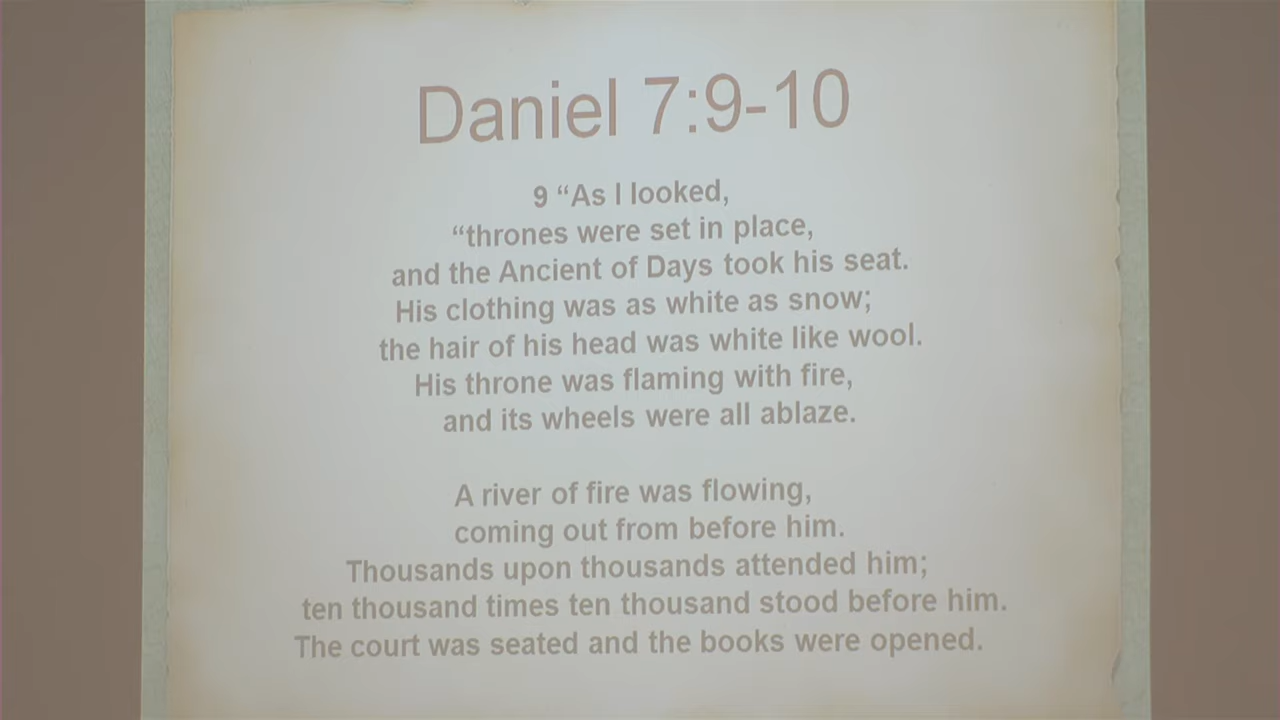 Daniel 7:9-10
9 “As I looked,
“thrones were set in place,
and the Ancient of Days took his seat.
His clothing was as white as snow;
the hair of his head was white like wool.
His throne was flaming with fire,
and its wheels were all ablaze.
A river of fire was flowing,
coming out from before him.
Thousands upon thousands attended him;
ten thousand times ten thousand stood before him.
The court was seated and the books were opened.